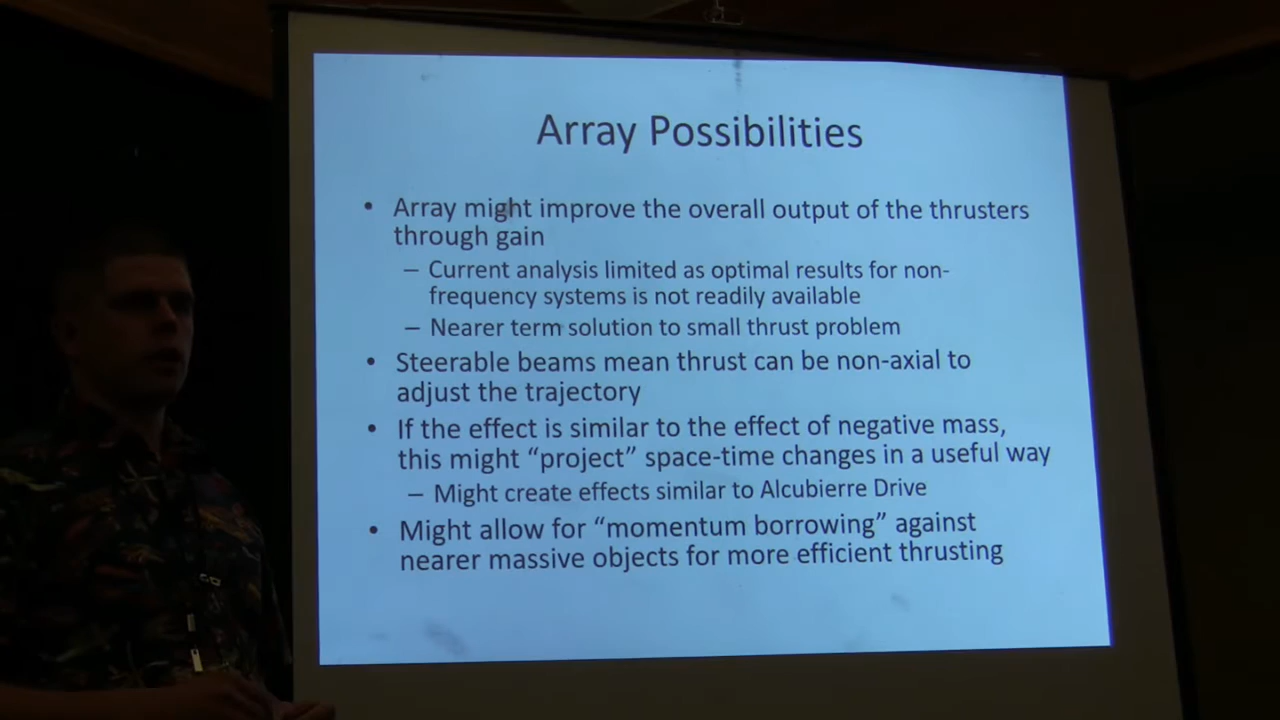 Array Possibilities
• Array might improve the overall output of the thrusters
through gain
– Current analysis limited as optimal results for non-
frequency systems is not readily available
– Nearer term solution to small thrust problem
• Steerable beams mean thrust can be non-axial to
adjust the trajectory
• If the effect is similar to the effect of negative mass,
this might “project” space-time changes in a useful way
– Might create effects similar to Alcubierre Drive
• Might allow for “momentum borrowing” against
nearer massive objects for more efficient thrusting